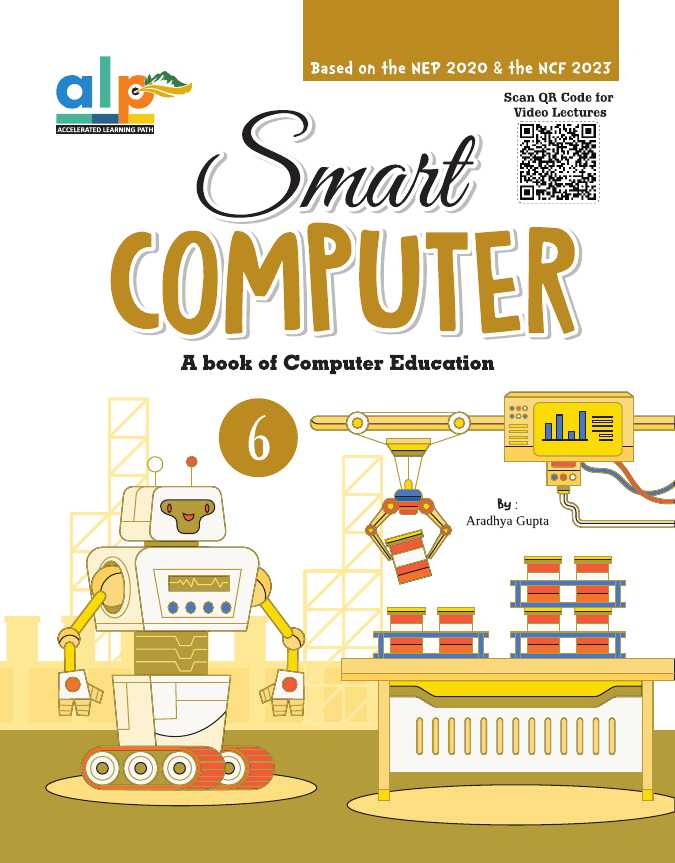 Based on the NEP 2020 & the NCF 2023
alp
ACCELERATED LEARNING PATH
Scan QR Code for
Video Lectures
Smart
COMPUTER
A book of Computer Education
6
By :
Aradhya Gupta